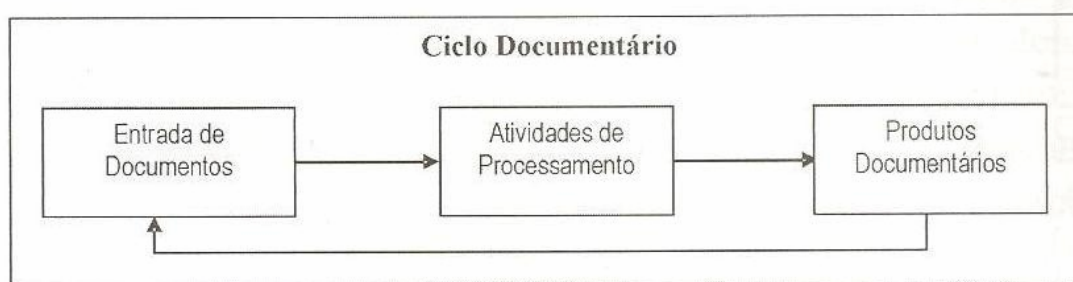 Ciclo Documentário
Entrada de
Documentos
Atividades de
Processamento
Produtos
Documentários